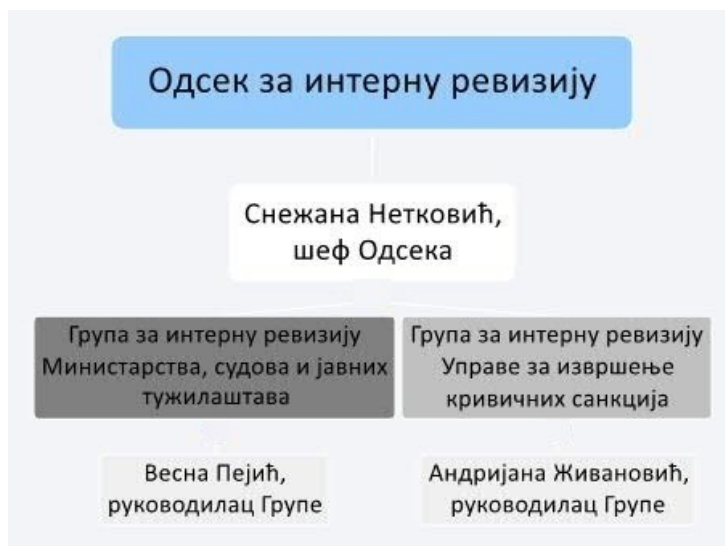 Одсек за интерну ревизију
Снежана Нетковић,
шеф Одсека
Група за интерну ревизију
Министарства, судова и јавних
тужилаштава
Група за интерну ревизију
Управе за извршење
кривичних санкција
Весна Пејић,
руководилац Групе
Андријана Живановић,
руководилац Групе